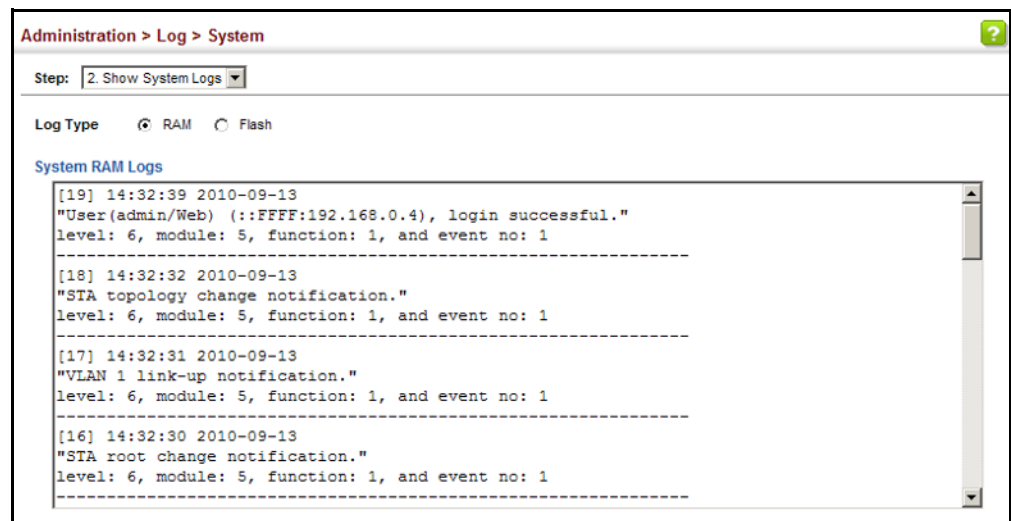 Administration > Log > System
?
Step: 2. Show System Logs
Log Type RAM Flash
System RAM Logs
[19] 14:32:39 2010-09-13
"User(admin/Web) (::FFFF:192.168.0.4), login successful."
level: 6, module: 5, function: 1, and event no: 1
---------------------------------------------------------------
[18] 14:32:32 2010-09-13
"STA topology change notification."
level: 6, module: 5, function: 1, and event no: 1
---------------------------------------------------------------
[17] 14:32:31 2010-09-13
"VLAN 1 link-up notification."
level: 6, module: 5, function: 1, and event no: 1
---------------------------------------------------------------
[16] 14:32:30 2010-09-13
"STA root change notification."
level: 6, module: 5, function: 1, and event no: 1
---------------------------------------------------------------